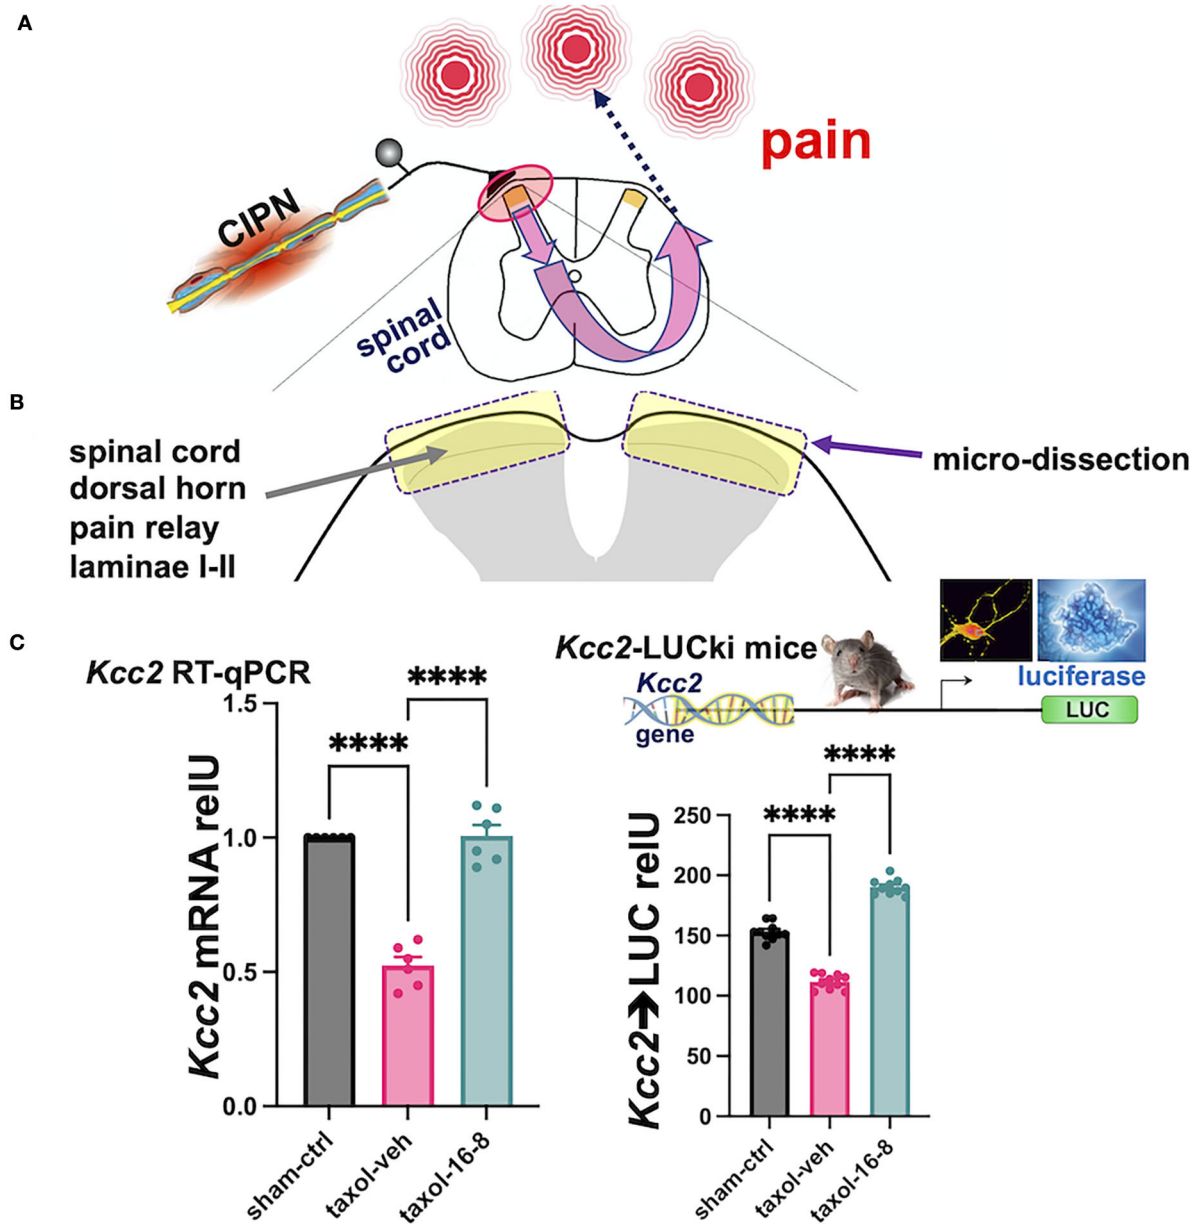 A
pain
CIPN
spinal
cord
B
spinal cord
dorsal horn
pain relay
laminae I-II
micro-dissection
C
Kcc2 RT-qPCR
****
****
Kcc2 mRNA relU
1.5
1.0
0.5
0.0
sham-ctrl
taxol-veh
taxol-16-8
Kcc2-LUCki mice
Kcc2
gene
luciferase
LUC
****
****
Kcc2➔LUC relU
250
200
150
100
50
0
sham-ctrl
taxol-veh
taxol-16-8